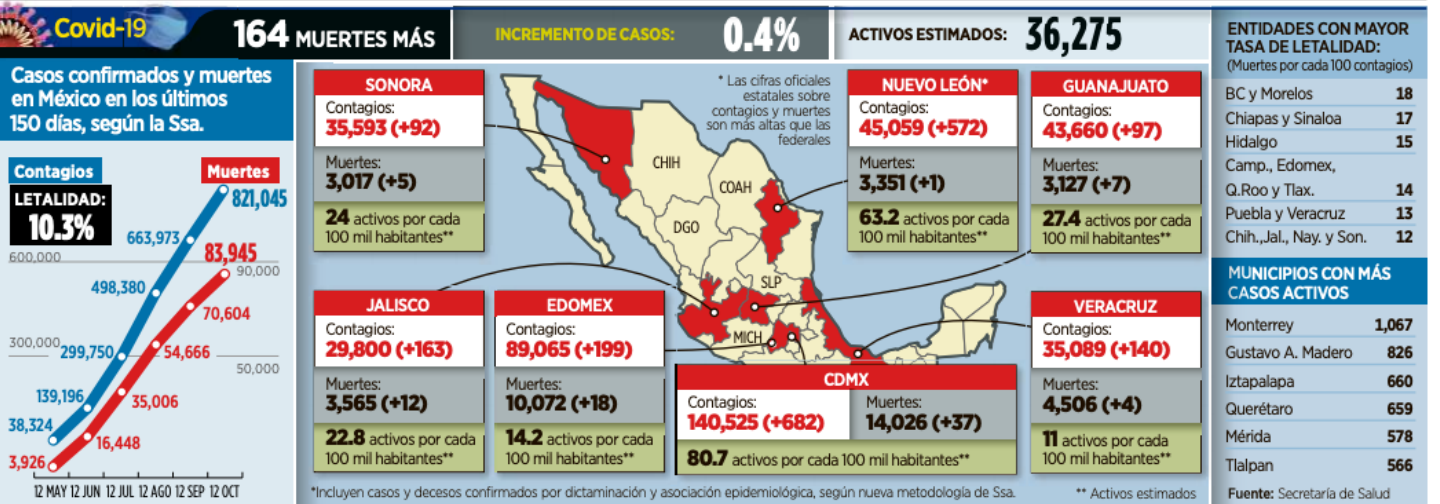 Covid-19
164 MUERTES MÁS
INCREMENTO DE CASOS:
0.4%
ACTIVOS ESTIMADOS:
36,275
Casos confirmados y muertes
en México en los últimos
150 días, según la Ssa.
Contagios
Muertes
LETALIDAD:
10.3%
821,045
663,973
83,945
600,000
90,000
498,380
70,604
300,000
299,750
54,666
50,000
139,196
35,006
38,324
16,448
3,926
12 MAY 12 JUN 12 JUL 12 AGO 12 SEP 12 OCT
SONORA
Contagios:
35,593 (+92)
Muertes:
3,017 (+5)
24 activos por cada
100 mil habitantes**
* Las cifras oficiales
estatales sobre
contagios y muertes
son más altas que las
federales
NUEVO LEÓN*
Contagios:
45,059 (+572)
Muertes:
3,351 (+1)
63.2 activos por cada
100 mil habitantes**
GUANAJUATO
Contagios:
43,660 (+97)
Muertes:
3,127 (+7)
27.4 activos por cada
100 mil habitantes**
CHIH
COAH
DGO
SLP
MICH
JALISCO
Contagios:
29,800 (+163)
Muertes:
3,565 (+12)
22.8 activos por cada
100 mil habitantes**
EDOMEX
Contagios:
89,065 (+199)
Muertes:
10,072 (+18)
14.2 activos por cada
100 mil habitantes**
CDMX
Contagios:
140,525 (+682)
Muertes:
14,026 (+37)
80.7 activos por cada 100 mil habitantes**
VERACRUZ
Contagios:
35,089 (+140)
Muertes:
4,506 (+4)
11 activos por cada
100 mil habitantes**
*Incluyen casos y decesos confirmados por dictaminación y asociación epidemiológica, según nueva metodología de Ssa.
** Activos estimados
ENTIDADES CON MAYOR
TASA DE LETALIDAD:
(Muertes por cada 100 contagios)
BC y Morelos 18
Chiapas y Sinaloa 17
Hidalgo 15
Camp., Edomex,
Q.Roo y Tlax. 14
Puebla y Veracruz 13
Chih.,Jal., Nay. y Son. 12
MUNICIPIOS CON MÁS
CASOS ACTIVOS
Monterrey 1,067
Gustavo A. Madero 826
Iztapalapa 660
Querétaro 659
Mérida 578
Tlalpan 566
Fuente: Secretaría de Salud